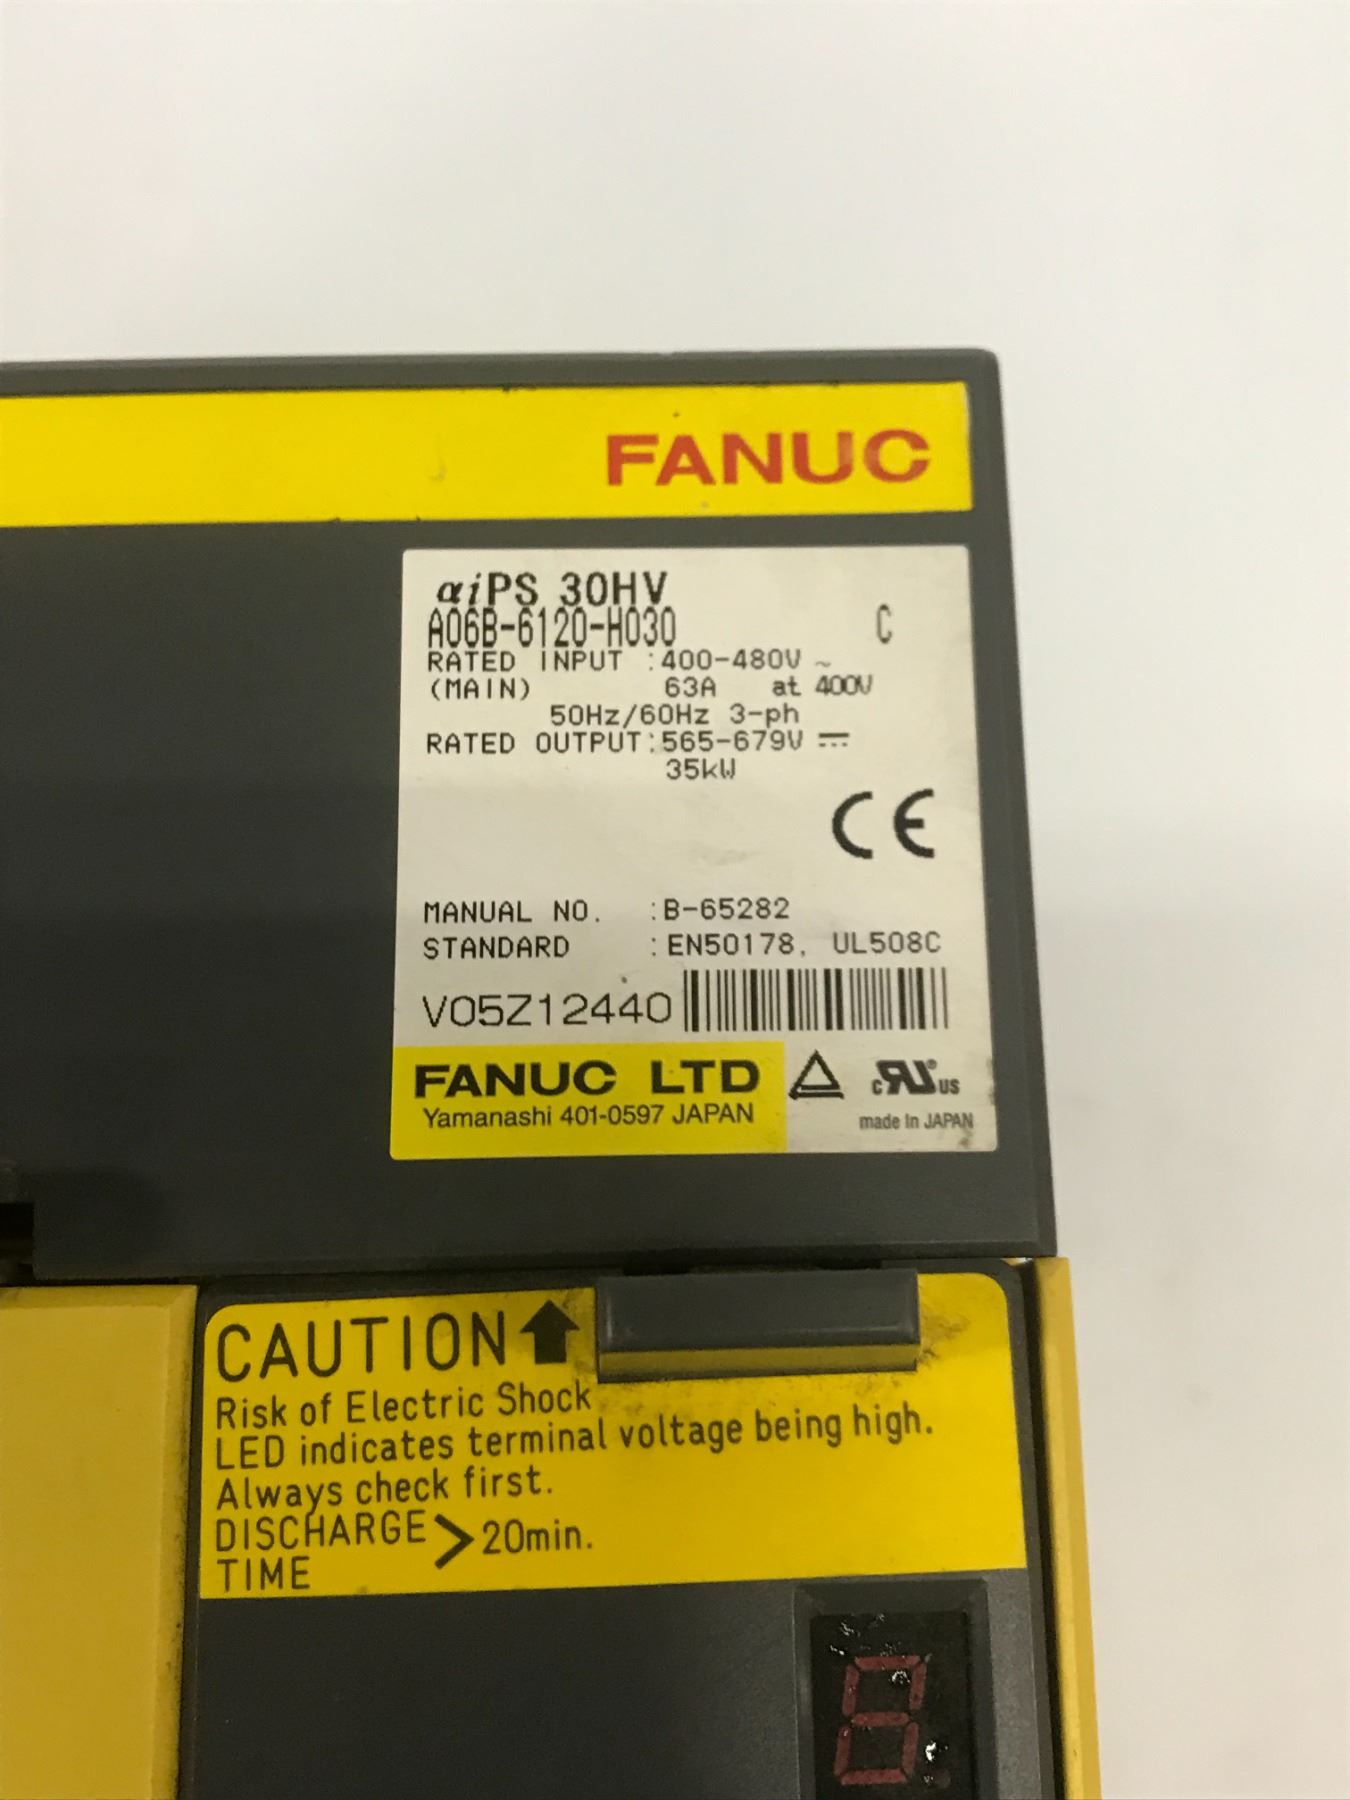 FANUC
αiPS 30HV
A06B-6120-H030 C
RATED INPUT :400-480V ~
(MAIN) 63A at 400V
50Hz/60Hz 3-ph
RATED OUTPUT:565-679V ⎓
35kW
CE
MANUAL NO. :B-65282
STANDARD :EN50178, UL508C
V05Z12440
FANUC LTD
Yamanashi 401-0597 JAPAN
c RU us
made in JAPAN
CAUTION
Risk of Electric Shock
LED indicates terminal voltage being high.
Always check first.
DISCHARGE > 20min.
TIME